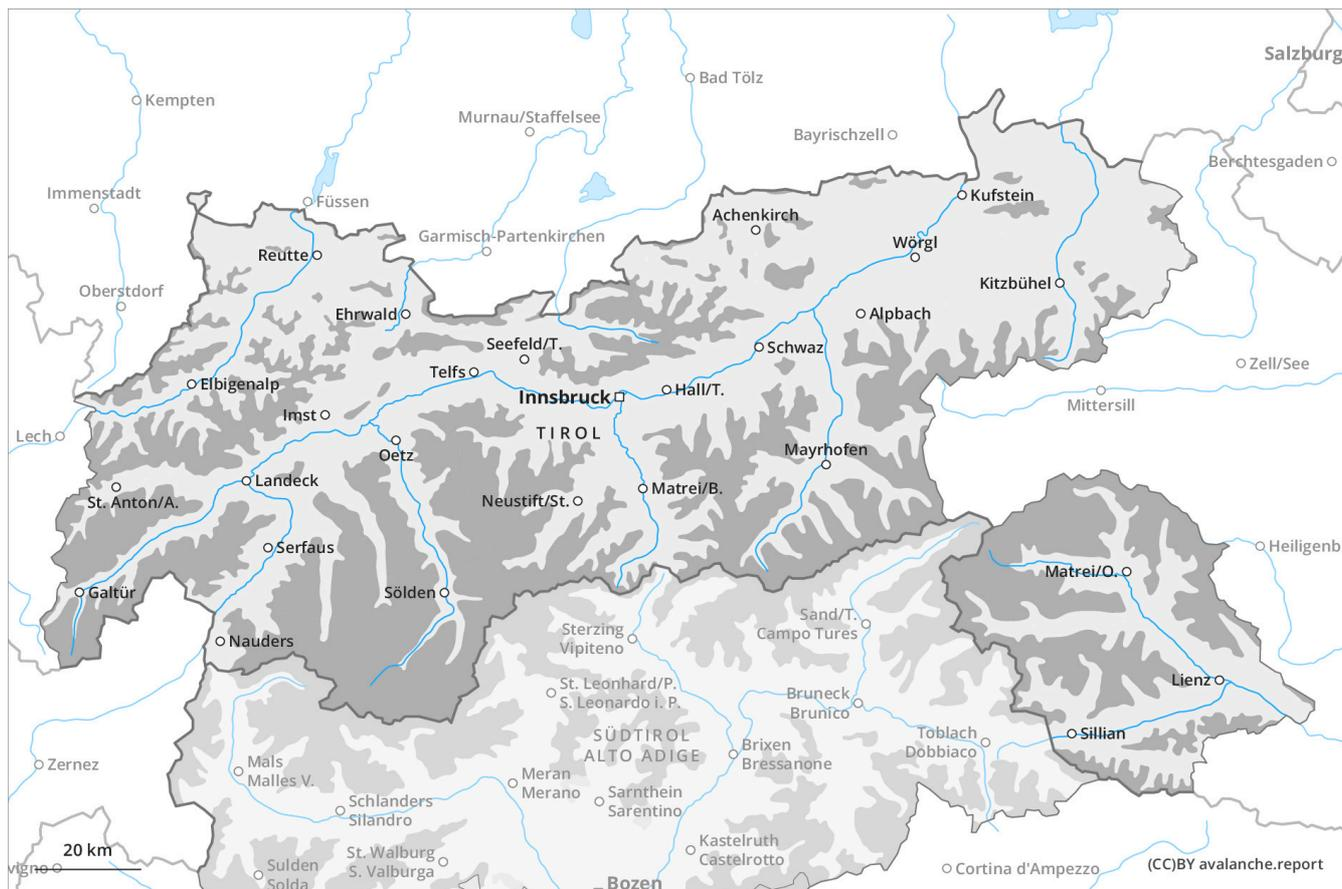 Salzburg
Kempten
Bad Tölz
Murnau/Staffelsee
Bayrischzell
Berchtesgaden
Immenstadt
Füssen
Kufstein
Achenkirch
Garmisch-Partenkirchen
Wörgl
Reutte
Kitzbühel
Oberstdorf
Ehrwald
Alpbach
Seefeld/T.
Schwaz
Zell/See
Telfs
Elbigenalp
Innsbruck
Hall/T.
Mittersill
Imst
Lech
TIROL
Oetz
Mayrhofen
Landeck
St. Anton/A.
Neustift/St.
Matrei/B.
Serfaus
Heiligenb
Matrei/O.
Galtür
Sölden
Sand/T.
Campo Tures
Sterzing
Vipiteno
Nauders
Lienz
St. Leonhard/P.
S. Leonardo i. P.
Bruneck
Brunico
Sillian
SÜDTIROL
ALTO ADIGE
Toblach
Dobbiaco
Brixen
Bressanone
Zernez
Mals
Malles V.
Meran
Merano
Sarnthein
Sarentino
Schlanders
Silandro
Kastelruth
Castelrotto
20 km
St. Walburg
S. Valburga
vigno
Sulden
Solda
Cortina d'Ampezzo
(CC)BY avalanche.report
Bozen